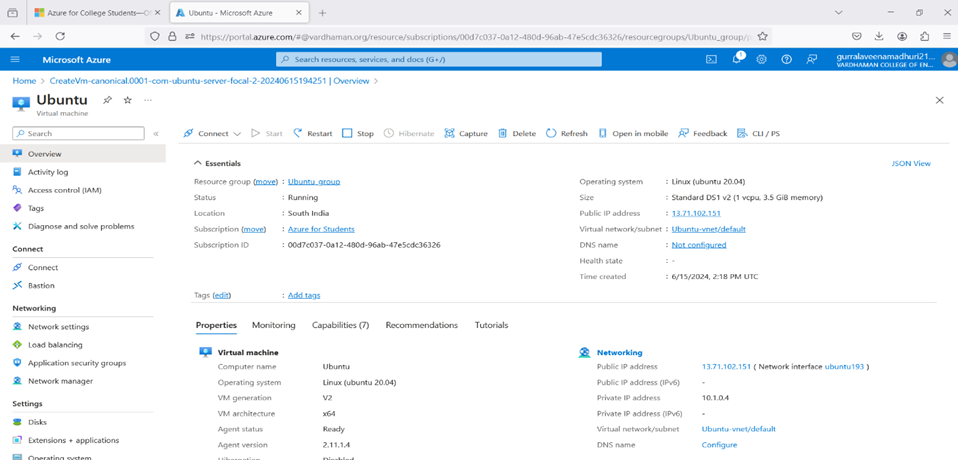 Azure for College Students—Of
Ubuntu - Microsoft Azure
https://portal.azure.com/#@vardhaman.org/resource/subscriptions/00d7c037-0a12-480d-96ab-47e5cdc36326/resourcegroups/Ubuntu_group/p
Microsoft Azure
Search resources, services, and docs (G+/)
1
gurralaveenamadhuri21...
VARDHAMAN COLLEGE OF EN...
Home > CreateVm-canonical.0001-com-ubuntu-server-focal-2-20240615194251 | Overview >
Ubuntu
Virtual machine
Search
Connect
Start
Restart
Stop
Hibernate
Capture
Delete
Refresh
Open in mobile
Feedback
CLI / PS
Overview
Activity log
Access control (IAM)
Tags
Diagnose and solve problems
Connect
Connect
Bastion
Networking
Network settings
Load balancing
Application security groups
Network manager
Settings
Disks
Extensions + applications
Operating system
Essentials
JSON View
Resource group (move) : Ubuntu_group
Status : Running
Location : South India
Subscription (move) : Azure for Students
Subscription ID : 00d7c037-0a12-480d-96ab-47e5cdc36326
Operating system : Linux (ubuntu 20.04)
Size : Standard DS1 v2 (1 vcpu, 3.5 GiB memory)
Public IP address : 13.71.102.151
Virtual network/subnet : Ubuntu-vnet/default
DNS name : Not configured
Health state : -
Time created : 6/15/2024, 2:18 PM UTC
Tags (edit) : Add tags
Properties
Monitoring
Capabilities (7)
Recommendations
Tutorials
Virtual machine
Computer name Ubuntu
Operating system Linux (ubuntu 20.04)
VM generation V2
VM architecture x64
Agent status Ready
Agent version 2.11.1.4
Hibernation Disabled
Networking
Public IP address 13.71.102.151 ( Network interface ubuntu193 )
Public IP address (IPv6) -
Private IP address 10.1.0.4
Private IP address (IPv6) -
Virtual network/subnet Ubuntu-vnet/default
DNS name Configure